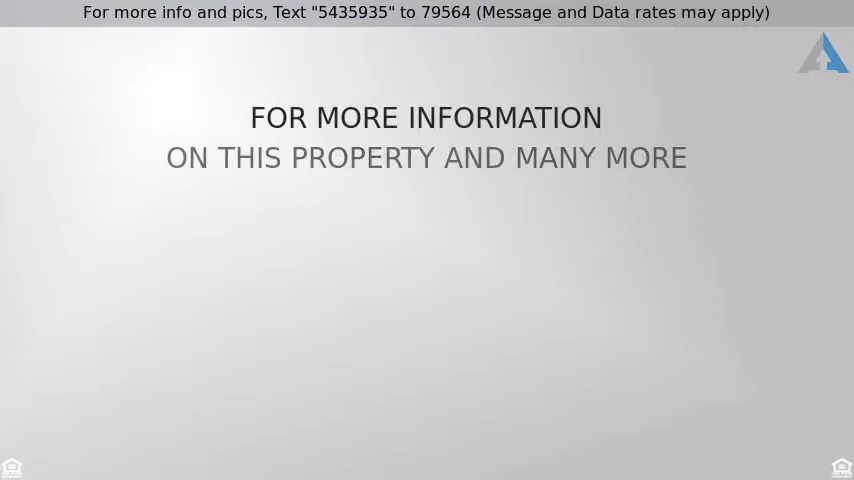 For more info and pics, Text "5435935" to 79564 (Message and Data rates may apply)
FOR MORE INFORMATION
ON THIS PROPERTY AND MANY MORE